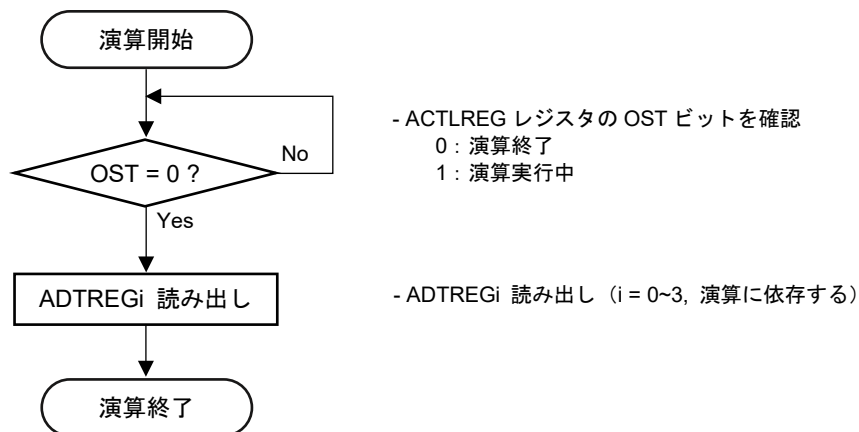 演算開始
- ACTLREG レジスタの OST ビットを確認
0：演算終了
1：演算実行中
OST = 0 ?
No
Yes
ADTREGi 読み出し
- ADTREGi 読み出し（i = 0~3, 演算に依存する）
演算終了